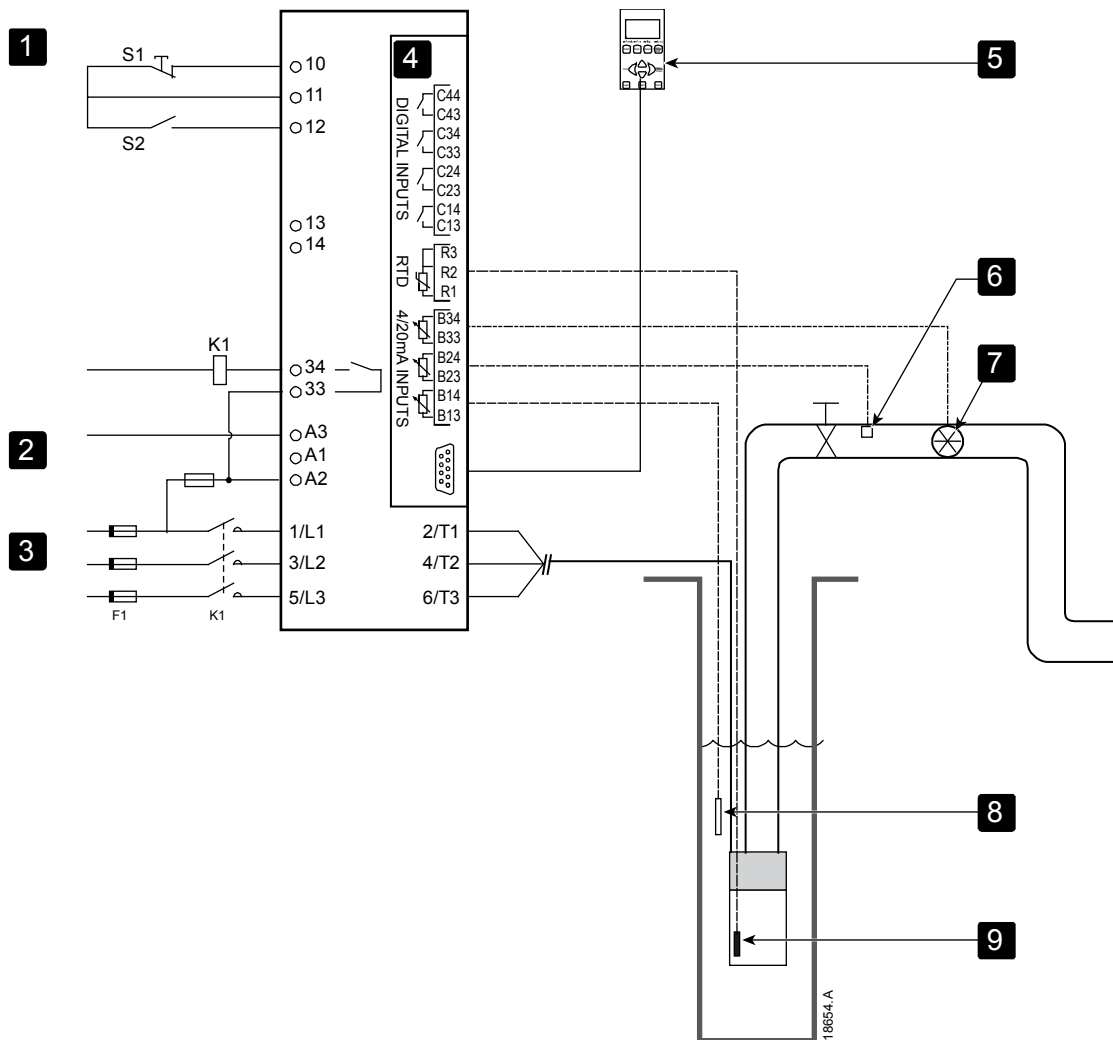 1
S1
10
11
12
S2
13
14
K1
34
33
A3
A1
A2
2
3
1/L1
3/L2
5/L3
F1
K1
2/T1
4/T2
6/T3
4
DIGITAL INPUTS
C44
C43
C34
C33
C24
C23
C14
C13
RTD
R3
R2
R1
4/20mA INPUTS
B34
B33
B24
B23
B14
B13
5
6
7
8
9
18654.A